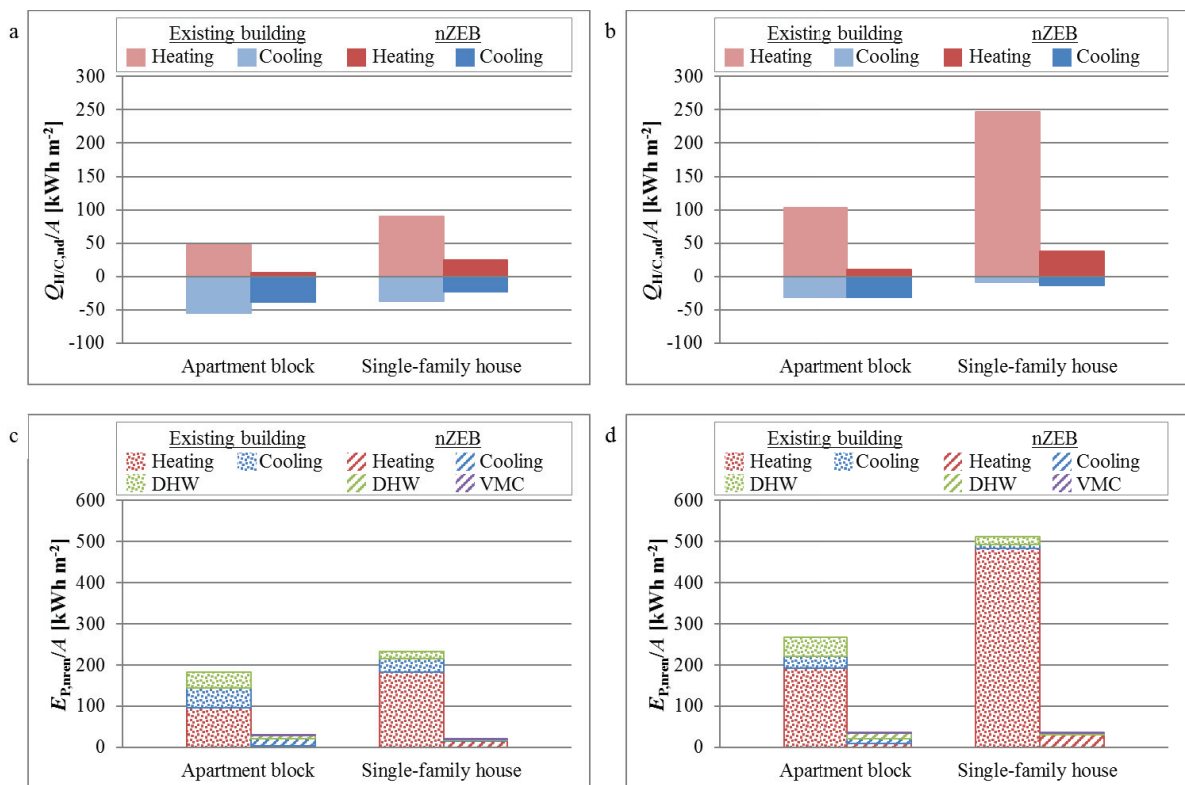 a
Existing building nZEB
Heating Cooling Heating Cooling
300
250
200
150
100
50
0
-50
-100
Q_H/C,nd/A [kWh m⁻²]
Apartment block Single-family house
b
Existing building nZEB
Heating Cooling Heating Cooling
300
250
200
150
100
50
0
-50
-100
Q_H/C,nd/A [kWh m⁻²]
Apartment block Single-family house
c
Existing building nZEB
Heating Cooling Heating Cooling
DHW DHW VMC
600
500
400
300
200
100
0
E_P,nren/A [kWh m⁻²]
Apartment block Single-family house
d
Existing building nZEB
Heating Cooling Heating Cooling
DHW DHW VMC
600
500
400
300
200
100
0
E_P,nren/A [kWh m⁻²]
Apartment block Single-family house